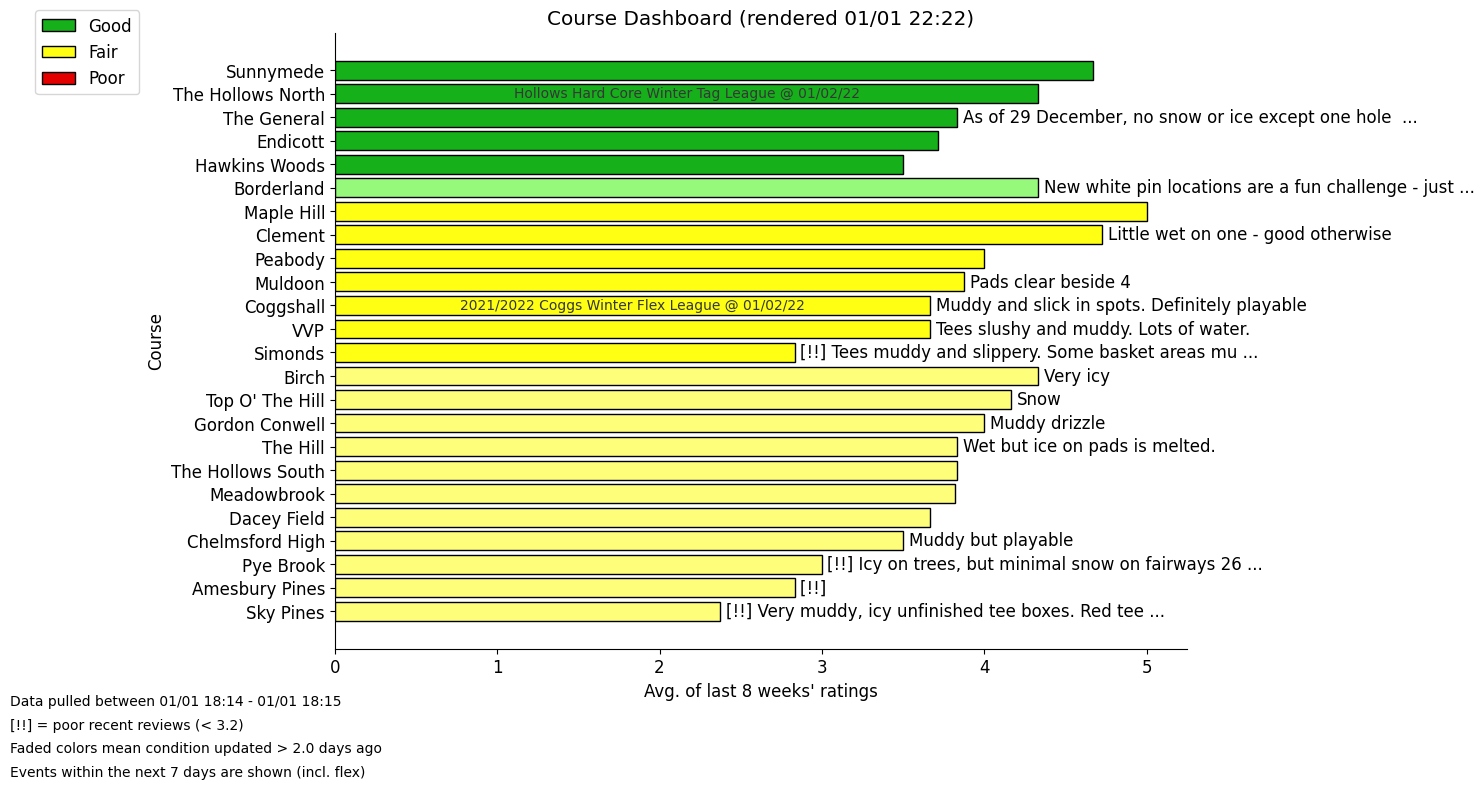 Course Dashboard (rendered 01/01 22:22)
Good
Fair
Poor
Course
Sunnymede
The Hollows North Hollows Hard Core Winter Tag League @ 01/02/22
The General As of 29 December, no snow or ice except one hole  ...
Endicott
Hawkins Woods
Borderland New white pin locations are a fun challenge - just ...
Maple Hill
Clement Little wet on one - good otherwise
Peabody
Muldoon Pads clear beside 4
Coggshall 2021/2022 Coggs Winter Flex League @ 01/02/22 Muddy and slick in spots. Definitely playable
VVP Tees slushy and muddy. Lots of water.
Simonds [!!] Tees muddy and slippery. Some basket areas mu ...
Birch Very icy
Top O' The Hill Snow
Gordon Conwell Muddy drizzle
The Hill Wet but ice on pads is melted.
The Hollows South
Meadowbrook
Dacey Field
Chelmsford High Muddy but playable
Pye Brook [!!] Icy on trees, but minimal snow on fairways 26 ...
Amesbury Pines [!!]
Sky Pines [!!] Very muddy, icy unfinished tee boxes. Red tee ...
0 1 2 3 4 5
Avg. of last 8 weeks' ratings
Data pulled between 01/01 18:14 - 01/01 18:15
[!!] = poor recent reviews (< 3.2)
Faded colors mean condition updated > 2.0 days ago
Events within the next 7 days are shown (incl. flex)